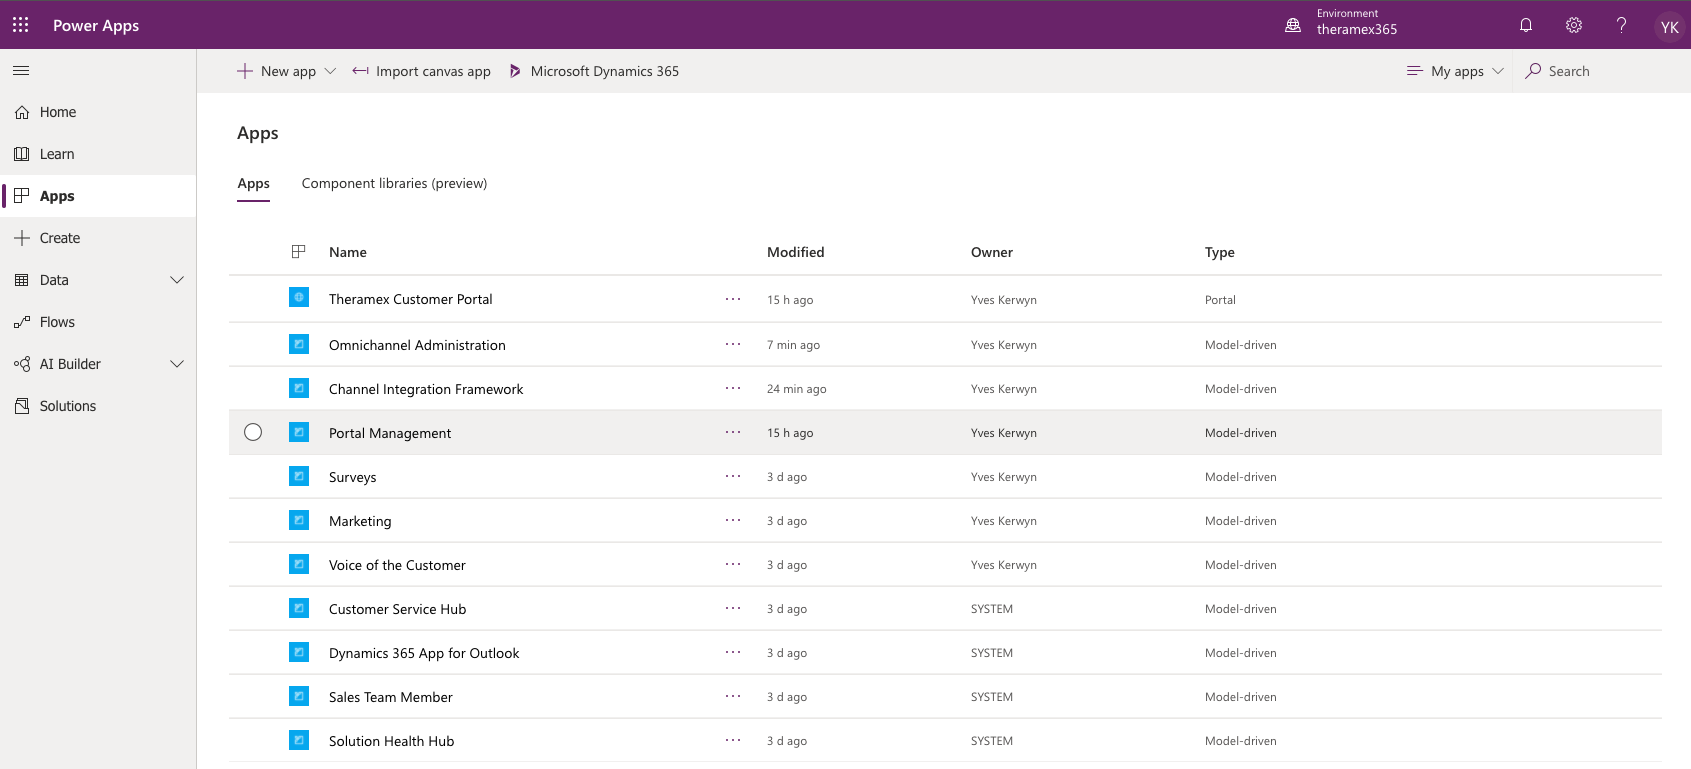 Power Apps
Environment
theramex365
YK
New app
Import canvas app
Microsoft Dynamics 365
My apps
Search
Home
Learn
Apps
Create
Data
Flows
AI Builder
Solutions
Apps
Apps
Component libraries (preview)
Name Modified Owner Type
Theramex Customer Portal ··· 15 h ago Yves Kerwyn Portal
Omnichannel Administration ··· 7 min ago Yves Kerwyn Model-driven
Channel Integration Framework ··· 24 min ago Yves Kerwyn Model-driven
Portal Management ··· 15 h ago Yves Kerwyn Model-driven
Surveys ··· 3 d ago Yves Kerwyn Model-driven
Marketing ··· 3 d ago Yves Kerwyn Model-driven
Voice of the Customer ··· 3 d ago Yves Kerwyn Model-driven
Customer Service Hub ··· 3 d ago SYSTEM Model-driven
Dynamics 365 App for Outlook ··· 3 d ago SYSTEM Model-driven
Sales Team Member ··· 3 d ago SYSTEM Model-driven
Solution Health Hub ··· 3 d ago SYSTEM Model-driven